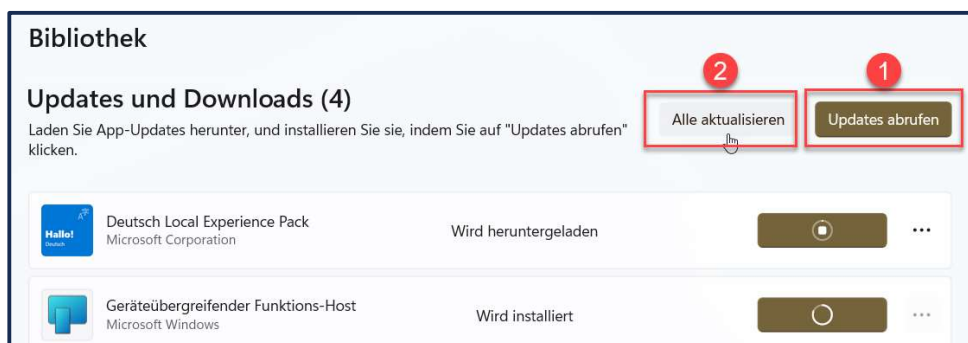 Bibliothek
2
1
Updates und Downloads (4)
Alle aktualisieren
Updates abrufen
Laden Sie App-Updates herunter, und installieren Sie sie, indem Sie auf "Updates abrufen"
klicken.
Hallo!
Deutsch
Deutsch Local Experience Pack
Microsoft Corporation
Wird heruntergeladen
Geräteübergreifender Funktions-Host
Microsoft Windows
Wird installiert